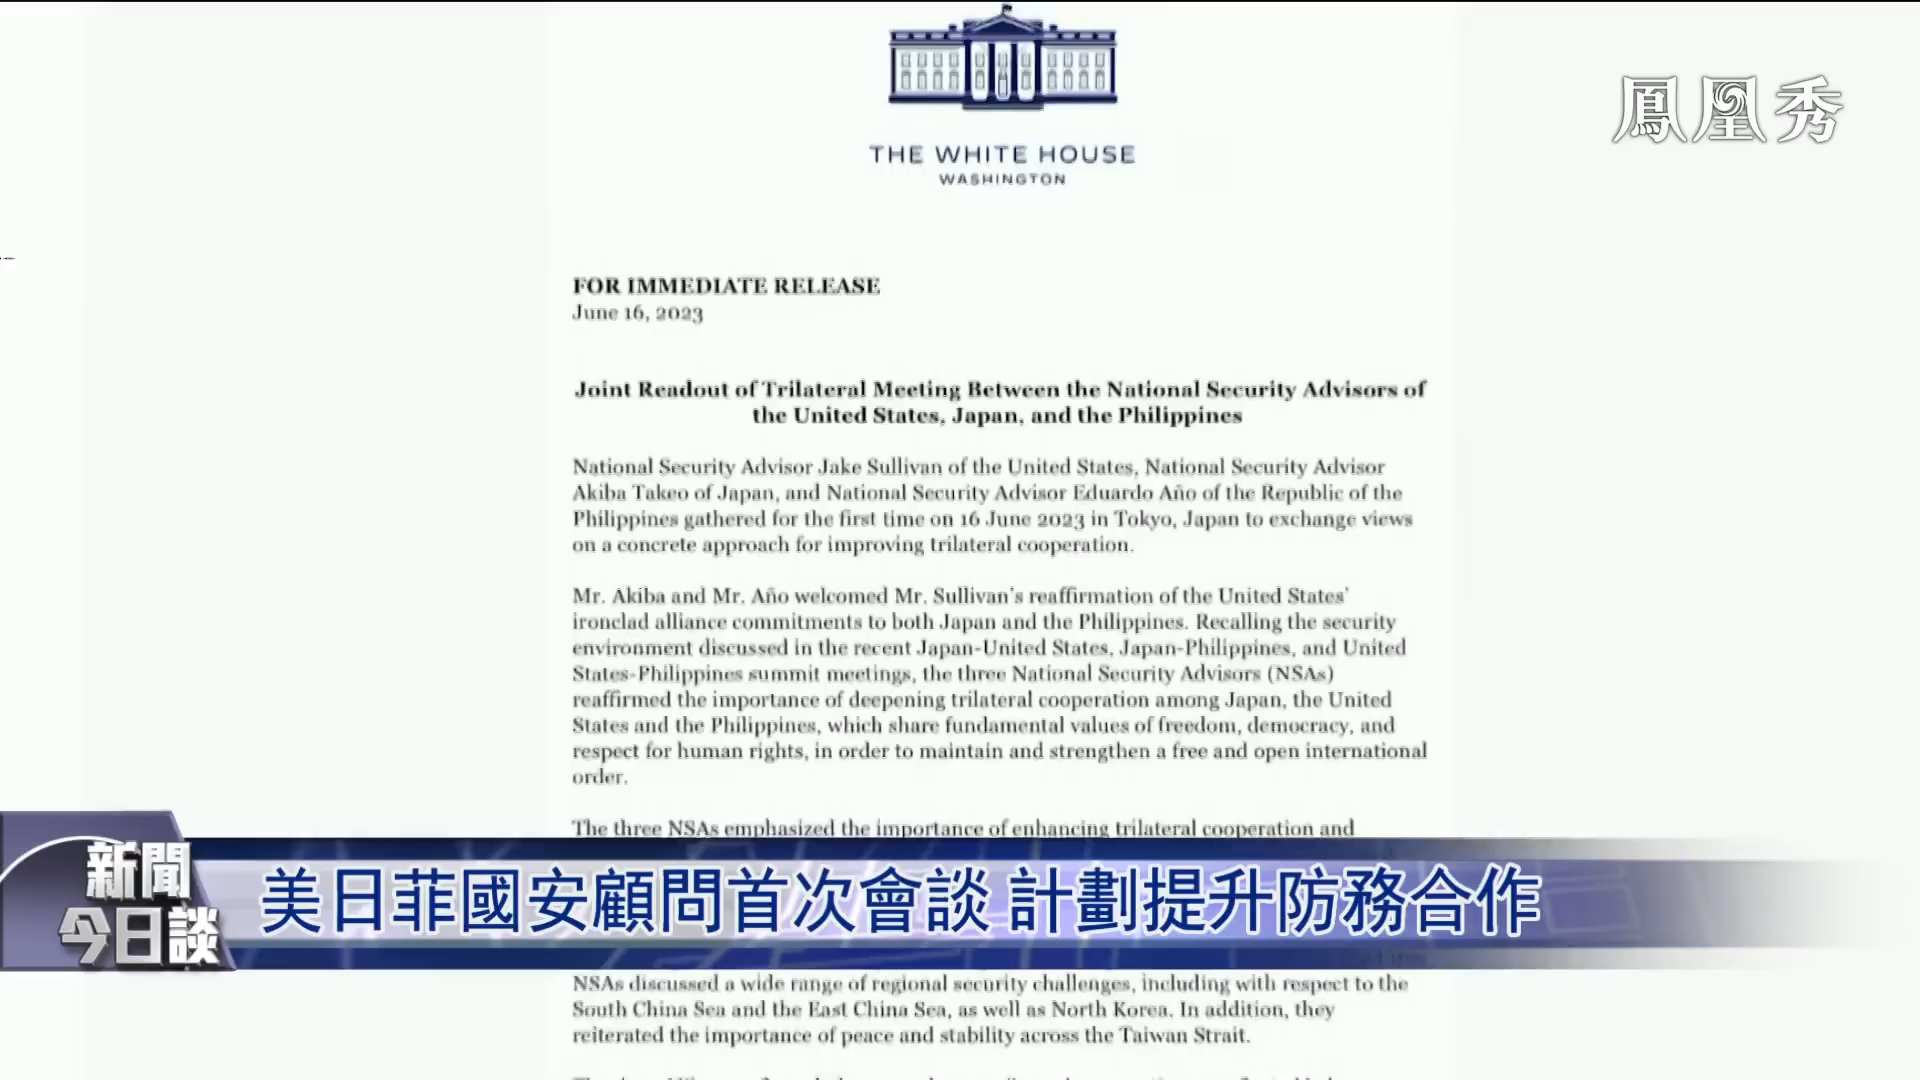 THE WHITE HOUSE
WASHINGTON
鳳凰秀
FOR IMMEDIATE RELEASE
June 16, 2023
Joint Readout of Trilateral Meeting Between the National Security Advisors of
the United States, Japan, and the Philippines
National Security Advisor Jake Sullivan of the United States, National Security Advisor
Akiba Takeo of Japan, and National Security Advisor Eduardo Año of the Republic of the
Philippines gathered for the first time on 16 June 2023 in Tokyo, Japan to exchange views
on a concrete approach for improving trilateral cooperation.
Mr. Akiba and Mr. Año welcomed Mr. Sullivan's reaffirmation of the United States'
ironclad alliance commitments to both Japan and the Philippines. Recalling the security
environment discussed in the recent Japan-United States, Japan-Philippines, and United
States-Philippines summit meetings, the three National Security Advisors (NSAs)
reaffirmed the importance of deepening trilateral cooperation among Japan, the United
States and the Philippines, which share fundamental values of freedom, democracy, and
respect for human rights, in order to maintain and strengthen a free and open international
order.
The three NSAs emphasized the importance of enhancing trilateral cooperation and
新聞
今日談
美日菲國安顧問首次會談 計劃提升防務合作
NSAs discussed a wide range of regional security challenges, including with respect to the
South China Sea and the East China Sea, as well as North Korea. In addition, they
reiterated the importance of peace and stability across the Taiwan Strait.